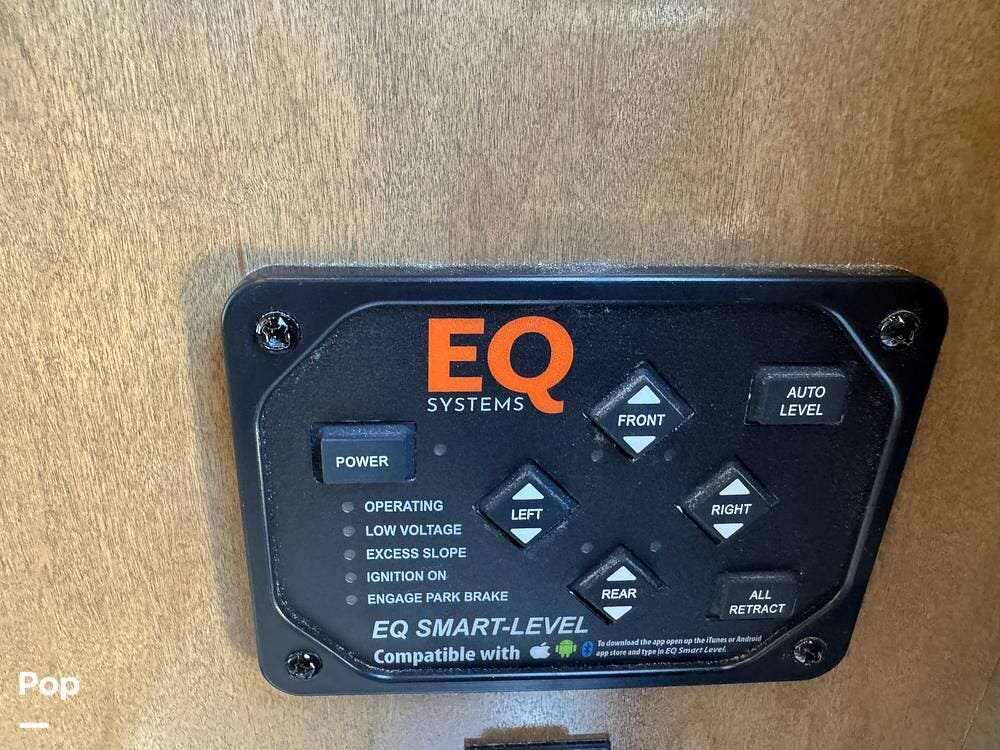 EQ
SYSTEMS
POWER
OPERATING
LOW VOLTAGE
EXCESS SLOPE
IGNITION ON
ENGAGE PARK BRAKE
FRONT
LEFT
RIGHT
REAR
AUTO
LEVEL
ALL
RETRACT
EQ SMART-LEVEL
Compatible with
To download the app open up the iTunes or Android
app store and type in EQ Smart Level.
Pop